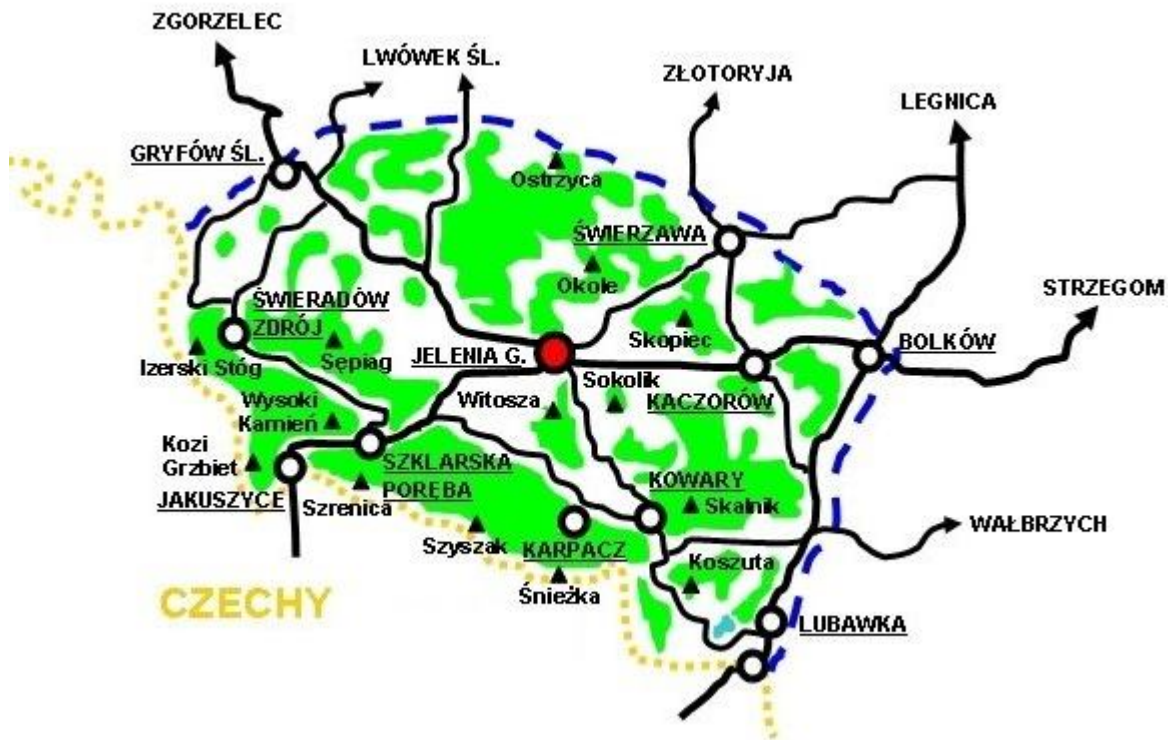 ZGORZELEC
LWÓWEK ŚL.
ZŁOTORYJA
LEGNICA
GRYFÓW ŚL.
Ostrzyca
ŚWIERZAWA
Okole
STRZEGOM
ŚWIERADÓW
ZDRÓJ
Skopiec
BOLKÓW
Izerski Stóg
Sępiag
JELENIA G.
Sokolik
KACZORÓW
Wysoki
Kamień
Witosza
Kozi
Grzbiet
SZKLARSKA
PORĘBA
KOWARY
JAKUSZYCE
Szrenica
Skalnik
Szyszak
KARPACZ
WAŁBRZYCH
Koszuta
Śnieżka
CZECHY
LUBAWKA